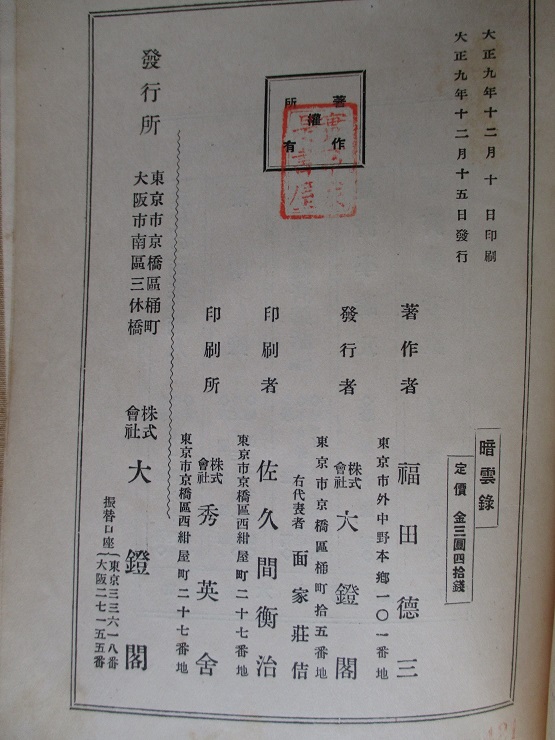 大正九年十二月十日印刷
大正九年十二月十五日發行
暗雲錄
定價 金三圓四拾錢
著作權所有
著作者 福田德三
東京市外中野本鄕一〇一番地
發行者 株式會社 大鐙閣
東京市京橋區桶町拾五番地
右代表者 面家莊佶
印刷者 佐久間衡治
東京市京橋區西紺屋町二十七番地
印刷所 株式會社 秀英舍
東京市京橋區西紺屋町二十七番地
發行所
東京市京橋區桶町
大阪市南區三休橋
株式會社 大鐙閣
振替口座
東京三三六一八番
大阪二七一五五番